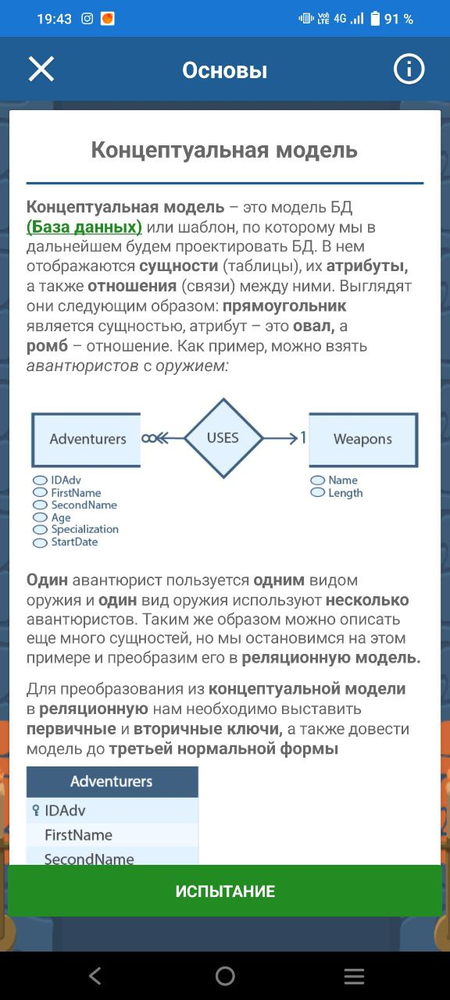 19:43 Vo) LTE 4G 91 %
Основы
Концептуальная модель
Концептуальная модель – это модель БД
(База данных) или шаблон, по которому мы в
дальнейшем будем проектировать БД. В нем
отображаются сущности (таблицы), их атрибуты,
а также отношения (связи) между ними. Выглядят
они следующим образом: прямоугольник
является сущностью, атрибут – это овал, а
ромб – отношение. Как пример, можно взять
авантюристов с оружием:
Adventurers USES 1 Weapons
IDAdv
FirstName
SecondName
Age
Specialization
StartDate
Name
Length
Один авантюрист пользуется одним видом
оружия и один вид оружия используют несколько
авантюристов. Таким же образом можно описать
еще много сущностей, но мы остановимся на этом
примере и преобразим его в реляционную модель.
Для преобразования из концептуальной модели
в реляционную нам необходимо выставить
первичные и вторичные ключи, а также довести
модель до третьей нормальной формы
Adventurers
IDAdv
FirstName
SecondName
ИСПЫТАНИЕ